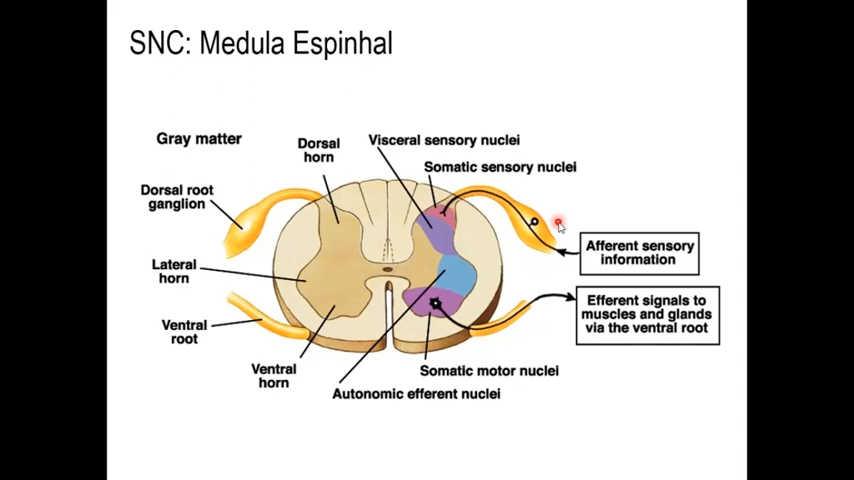 SNC: Medula Espinhal
Gray matter
Dorsal
horn
Visceral sensory nuclei
Somatic sensory nuclei
Dorsal root
ganglion
Afferent sensory
information
Lateral
horn
Efferent signals to
muscles and glands
via the ventral root
Ventral
root
Ventral
horn
Somatic motor nuclei
Autonomic efferent nuclei